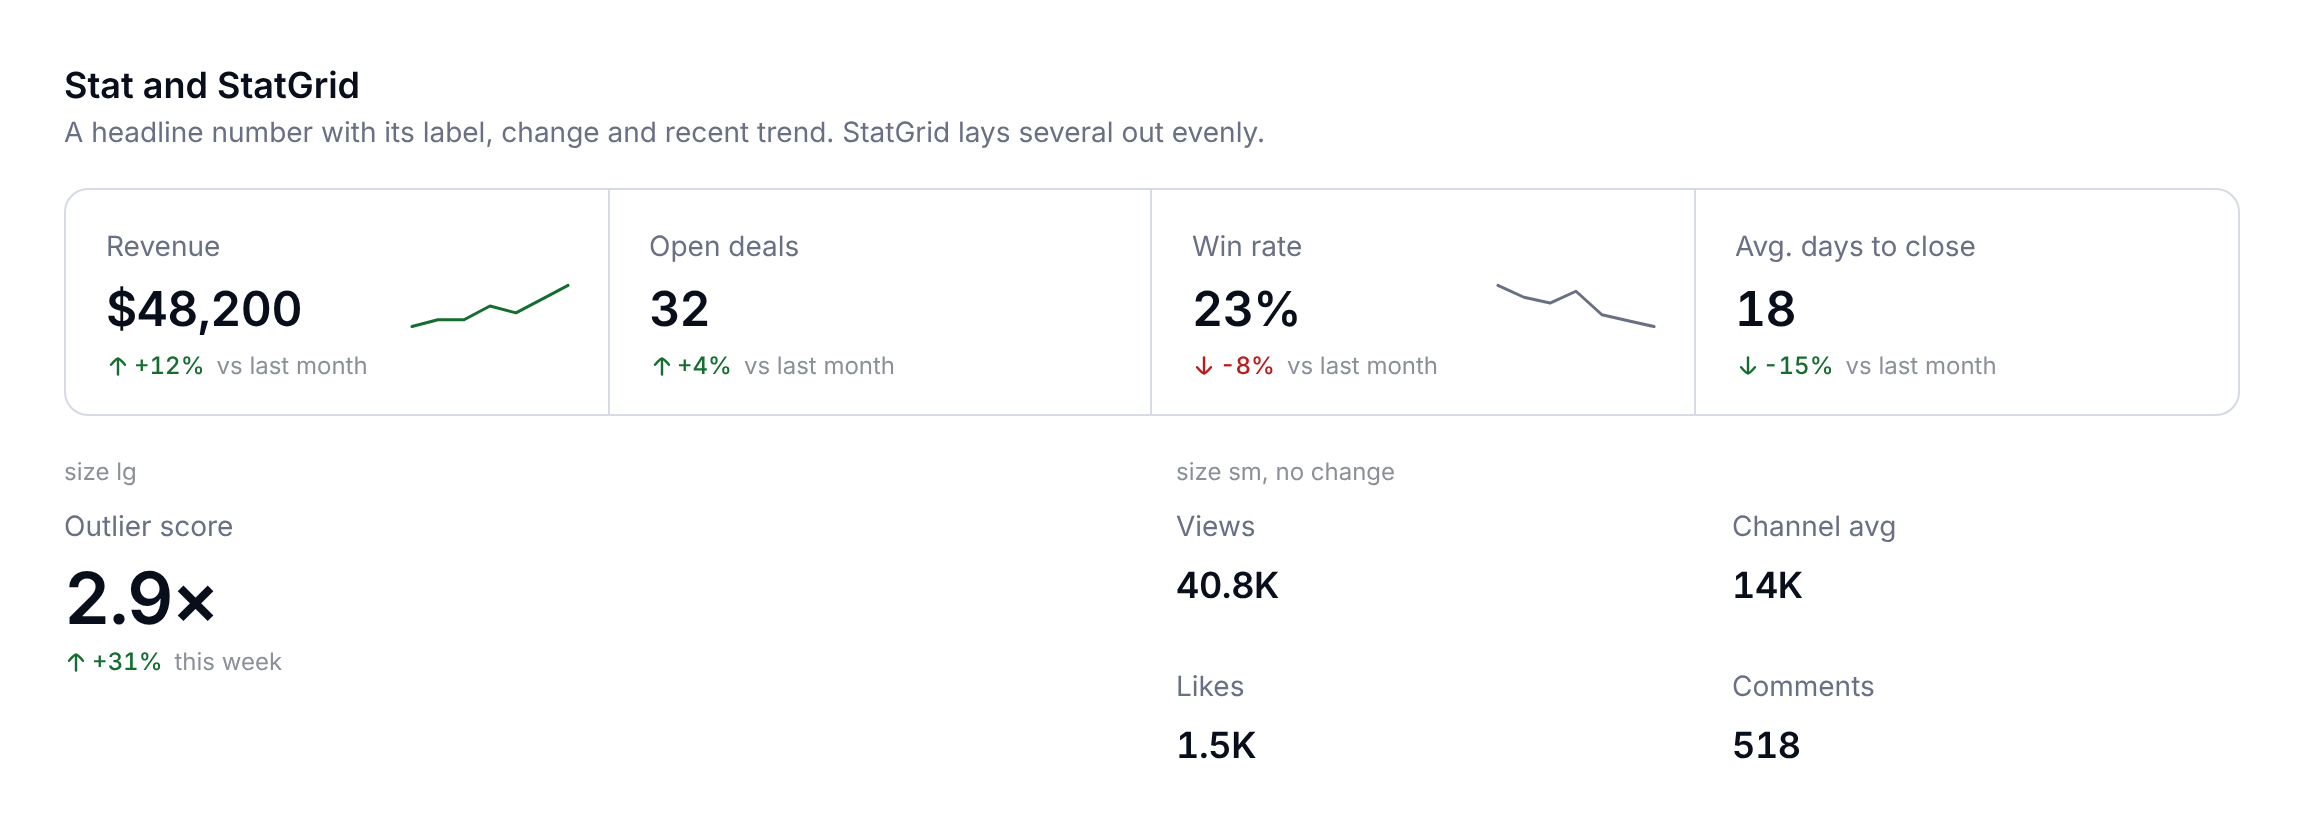 Stat and StatGrid
A headline number with its label, change and recent trend. StatGrid lays several out evenly.
Revenue
$48,200
↑ +12% vs last month
Open deals
32
↑ +4% vs last month
Win rate
23%
↓ -8% vs last month
Avg. days to close
18
↓ -15% vs last month
size lg
Outlier score
2.9×
↑ +31% this week
size sm, no change
Views
40.8K
Channel avg
14K
Likes
1.5K
Comments
518